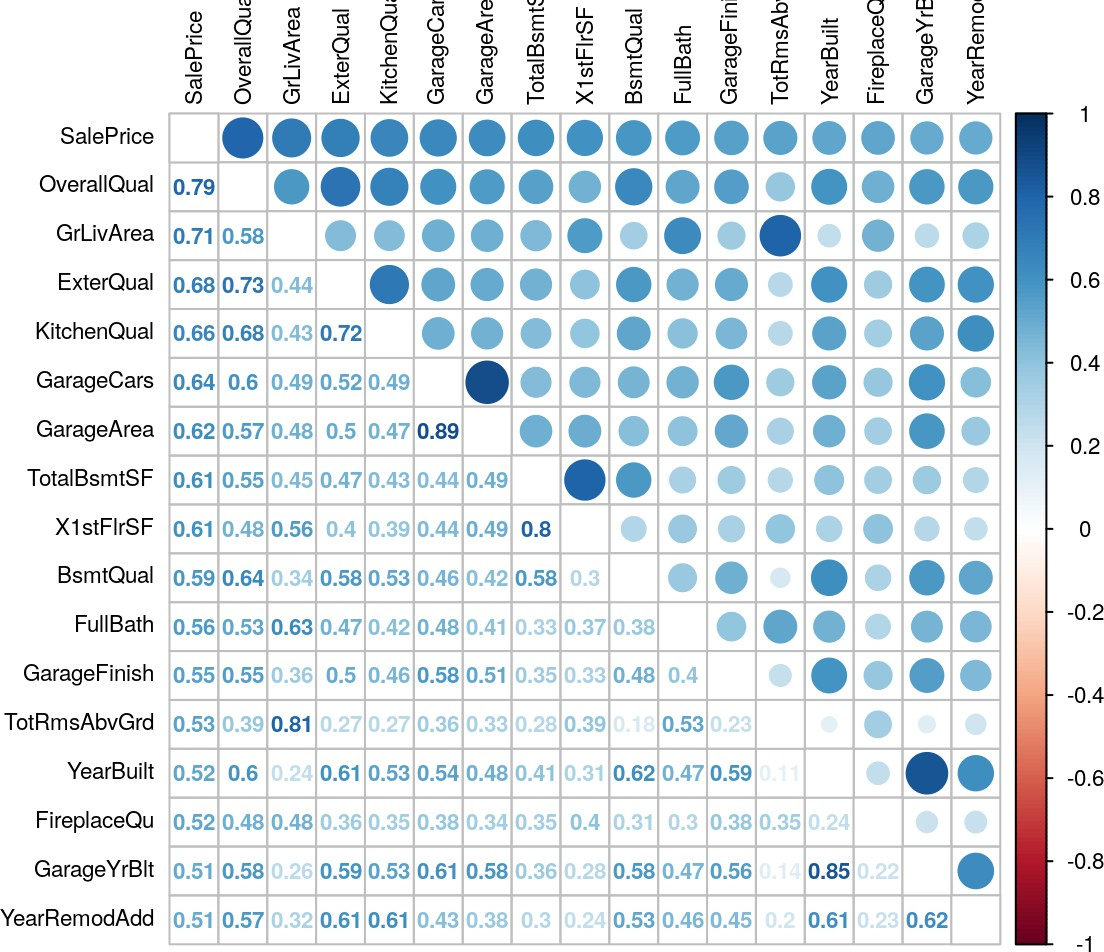 SalePrice
OverallQua
GrLivArea
ExterQual
KitchenQua
GarageCar
GarageAre
TotalBsmtS
X1stFlrSF
BsmtQual
FullBath
GarageFini
TotRmsAbv
YearBuilt
FireplaceQ
GarageYrB
YearRemod
SalePrice
OverallQual 0.79
GrLivArea 0.71 0.58
ExterQual 0.68 0.73 0.44
KitchenQual 0.66 0.68 0.43 0.72
GarageCars 0.64 0.6 0.49 0.52 0.49
GarageArea 0.62 0.57 0.48 0.5 0.47 0.89
TotalBsmtSF 0.61 0.55 0.45 0.47 0.43 0.44 0.49
X1stFlrSF 0.61 0.48 0.56 0.4 0.39 0.44 0.49 0.8
BsmtQual 0.59 0.64 0.34 0.58 0.53 0.46 0.42 0.58 0.3
FullBath 0.56 0.53 0.63 0.47 0.42 0.48 0.41 0.33 0.37 0.38
GarageFinish 0.55 0.55 0.36 0.5 0.46 0.58 0.51 0.35 0.33 0.48 0.4
TotRmsAbvGrd 0.53 0.39 0.81 0.27 0.27 0.36 0.33 0.28 0.39 0.18 0.53 0.23
YearBuilt 0.52 0.6 0.24 0.61 0.53 0.54 0.48 0.41 0.31 0.62 0.47 0.59 0.11
FireplaceQu 0.52 0.48 0.48 0.36 0.35 0.38 0.34 0.35 0.4 0.31 0.3 0.38 0.35 0.24
GarageYrBlt 0.51 0.58 0.26 0.59 0.53 0.61 0.58 0.36 0.28 0.58 0.47 0.56 0.14 0.85 0.22
YearRemodAdd 0.51 0.57 0.32 0.61 0.61 0.43 0.38 0.3 0.24 0.53 0.46 0.45 0.2 0.61 0.23 0.62
1
0.8
0.6
0.4
0.2
0
-0.2
-0.4
-0.6
-0.8
-1